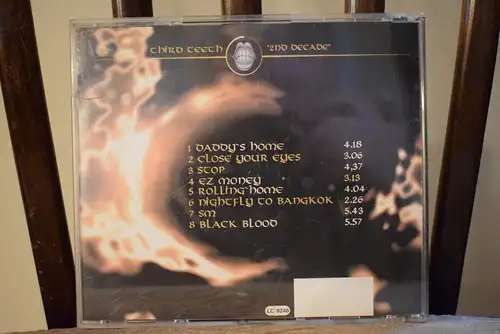 Third Teeth "2nd Decade"
1 Daddy's Home 4.18
2 Close Your Eyes 3.06
3 Stop 4,37
4 EZ Money 3.13
5 Rolling Home 4.04
6 Nightfly to Bangkok 2.26
7 SM 5.43
8 Black Blood 5.57
LC 8248